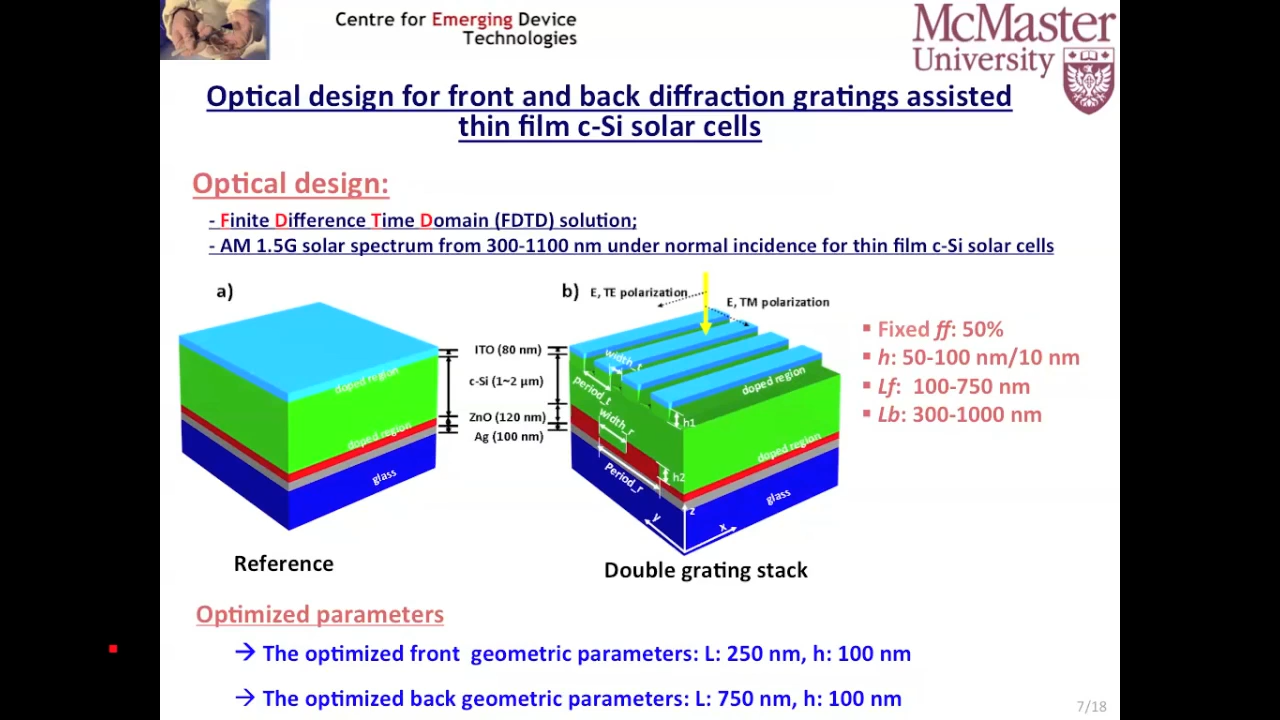 Centre for Emerging Device
Technologies
McMaster
University
Optical design for front and back diffraction gratings assisted
thin film c-Si solar cells
Optical design:
- Finite Difference Time Domain (FDTD) solution;
- AM 1.5G solar spectrum from 300-1100 nm under normal incidence for thin film c-Si solar cells
a)
doped region
doped region
glass
Reference
ITO (80 nm)
c-Si (1~2 µm)
ZnO (120 nm)
Ag (100 nm)
b)
E, TE polarization
E, TM polarization
width_t
period_t
doped region
h1
width_r
doped region
h2
Period_r
glass
z
y
x
Double grating stack
▪ Fixed ff: 50%
▪ h: 50-100 nm/10 nm
▪ Lf: 100-750 nm
▪ Lb: 300-1000 nm
Optimized parameters
→ The optimized front geometric parameters: L: 250 nm, h: 100 nm
→ The optimized back geometric parameters: L: 750 nm, h: 100 nm
7/18